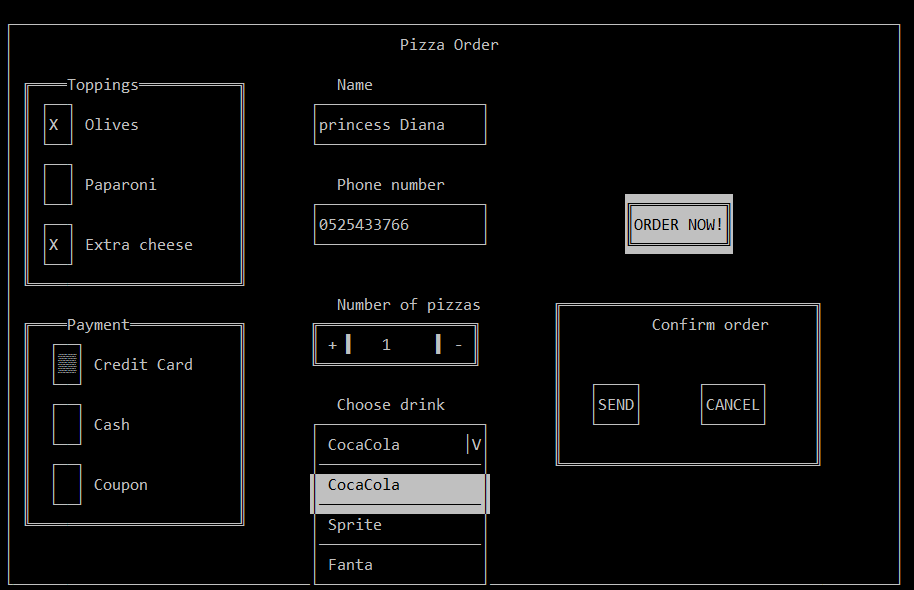 Pizza Order
Toppings
X Olives
Paparoni
X Extra cheese
Payment
Credit Card
Cash
Coupon
Name
princess Diana
Phone number
0525433766
Number of pizzas
+ 1 -
Choose drink
CocaCola V
CocaCola
Sprite
Fanta
ORDER NOW!
Confirm order
SEND CANCEL